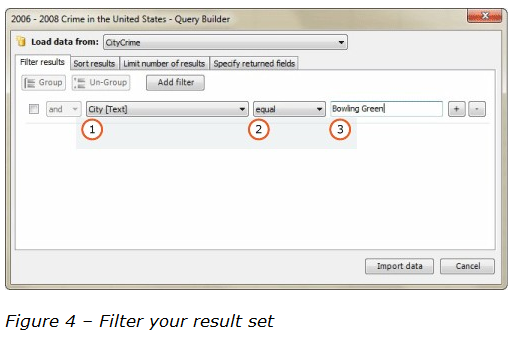 2006 - 2008 Crime in the United States - Query Builder
Load data from: CityCrime
Filter results Sort results Limit number of results Specify returned fields
Group Un-Group Add filter
and City [Text] equal Bowling Green + -
1 2 3
Import data Cancel
Figure 4 – Filter your result set